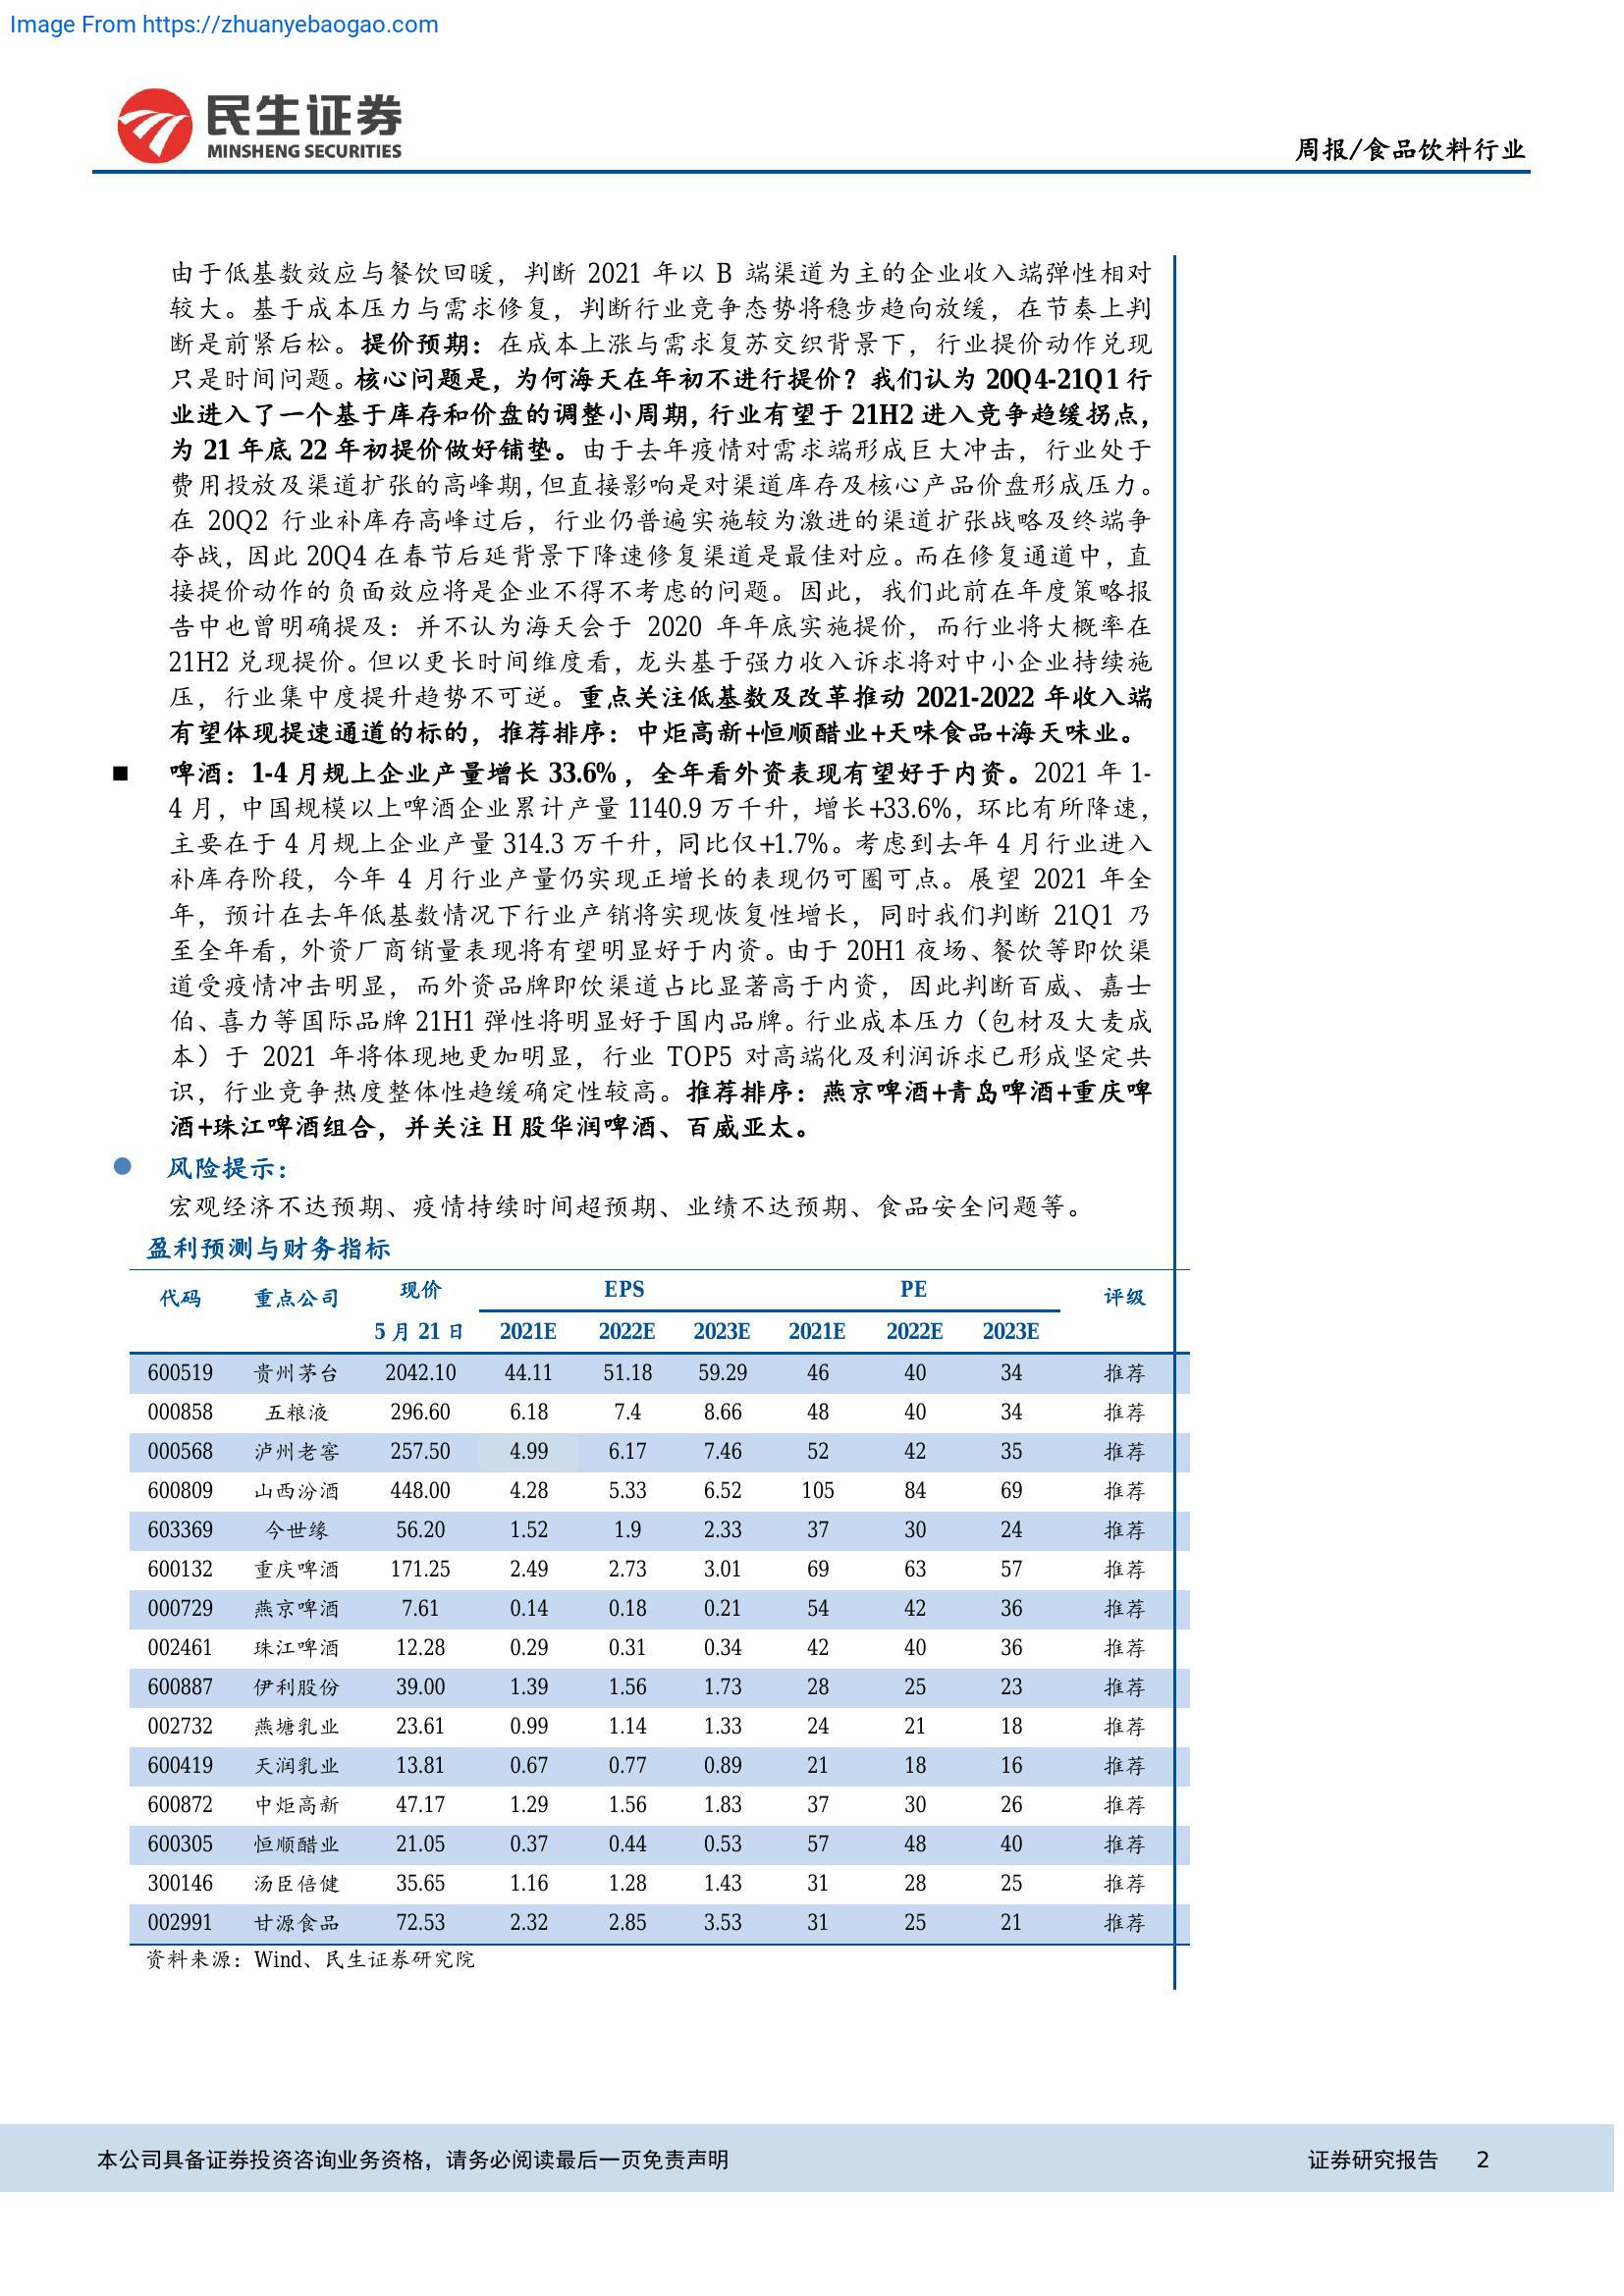 Image From https://zhuanyebaogao.com
民生证券
MINSHENG SECURITIES
周报/食品饮料行业
由于低基数效应与餐饮回暖，判断 2021 年以 B 端渠道为主的企业收入端弹性相对
较大。基于成本压力与需求修复，判断行业竞争态势将稳步趋向放缓，在节奏上判
断是前紧后松。提价预期：在成本上涨与需求复苏交织背景下，行业提价动作兑现
只是时间问题。核心问题是，为何海天在年初不进行提价？我们认为 20Q4-21Q1 行
业进入了一个基于库存和价盘的调整小周期，行业有望于 21H2 进入竞争趋缓拐点，
为 21 年底 22 年初提价做好铺垫。由于去年疫情对需求端形成巨大冲击，行业处于
费用投放及渠道扩张的高峰期，但直接影响是对渠道库存及核心产品价盘形成压力。
在 20Q2 行业补库存高峰过后，行业仍普遍实施较为激进的渠道扩张战略及终端争
夺战，因此 20Q4 在春节后延背景下降速修复渠道是最佳对应。而在修复通道中，直
接提价动作的负面效应将是企业不得不考虑的问题。因此，我们此前在年度策略报
告中也曾明确提及：并不认为海天会于 2020 年年底实施提价，而行业将大概率在
21H2 兑现提价。但以更长时间维度看，龙头基于强力收入诉求将对中小企业持续施
压，行业集中度提升趋势不可逆。重点关注低基数及改革推动 2021-2022 年收入端
有望体现提速通道的标的，推荐排序：中炬高新+恒顺醋业+天味食品+海天味业。
■ 啤酒：1-4 月规上企业产量增长 33.6%，全年看外资表现有望好于内资。2021 年 1-
4 月，中国规模以上啤酒企业累计产量 1140.9 万千升，增长+33.6%，环比有所降速，
主要在于 4 月规上企业产量 314.3 万千升，同比仅+1.7%。考虑到去年 4 月行业进入
补库存阶段，今年 4 月行业产量仍实现正增长的表现仍可圈可点。展望 2021 年全
年，预计在去年低基数情况下行业产销将实现恢复性增长，同时我们判断 21Q1 乃
至全年看，外资厂商销量表现将有望明显好于内资。由于 20H1 夜场、餐饮等即饮渠
道受疫情冲击明显，而外资品牌即饮渠道占比显著高于内资，因此判断百威、嘉士
伯、喜力等国际品牌 21H1 弹性将明显好于国内品牌。行业成本压力（包材及大麦成
本）于 2021 年将体现地更加明显，行业 TOP5 对高端化及利润诉求已形成坚定共
识，行业竞争热度整体性趋缓确定性较高。推荐排序：燕京啤酒+青岛啤酒+重庆啤
酒+珠江啤酒组合，并关注 H 股华润啤酒、百威亚太。
● 风险提示：
宏观经济不达预期、疫情持续时间超预期、业绩不达预期、食品安全问题等。
盈利预测与财务指标
代码 重点公司 现价 EPS PE 评级
5 月 21 日 2021E 2022E 2023E 2021E 2022E 2023E
600519 贵州茅台 2042.10 44.11 51.18 59.29 46 40 34 推荐
000858 五粮液 296.60 6.18 7.4 8.66 48 40 34 推荐
000568 泸州老窖 257.50 4.99 6.17 7.46 52 42 35 推荐
600809 山西汾酒 448.00 4.28 5.33 6.52 105 84 69 推荐
603369 今世缘 56.20 1.52 1.9 2.33 37 30 24 推荐
600132 重庆啤酒 171.25 2.49 2.73 3.01 69 63 57 推荐
000729 燕京啤酒 7.61 0.14 0.18 0.21 54 42 36 推荐
002461 珠江啤酒 12.28 0.29 0.31 0.34 42 40 36 推荐
600887 伊利股份 39.00 1.39 1.56 1.73 28 25 23 推荐
002732 燕塘乳业 23.61 0.99 1.14 1.33 24 21 18 推荐
600419 天润乳业 13.81 0.67 0.77 0.89 21 18 16 推荐
600872 中炬高新 47.17 1.29 1.56 1.83 37 30 26 推荐
600305 恒顺醋业 21.05 0.37 0.44 0.53 57 48 40 推荐
300146 汤臣倍健 35.65 1.16 1.28 1.43 31 28 25 推荐
002991 甘源食品 72.53 2.32 2.85 3.53 31 25 21 推荐
资料来源：Wind、民生证券研究院
本公司具备证券投资咨询业务资格，请务必阅读最后一页免责声明 证券研究报告 2